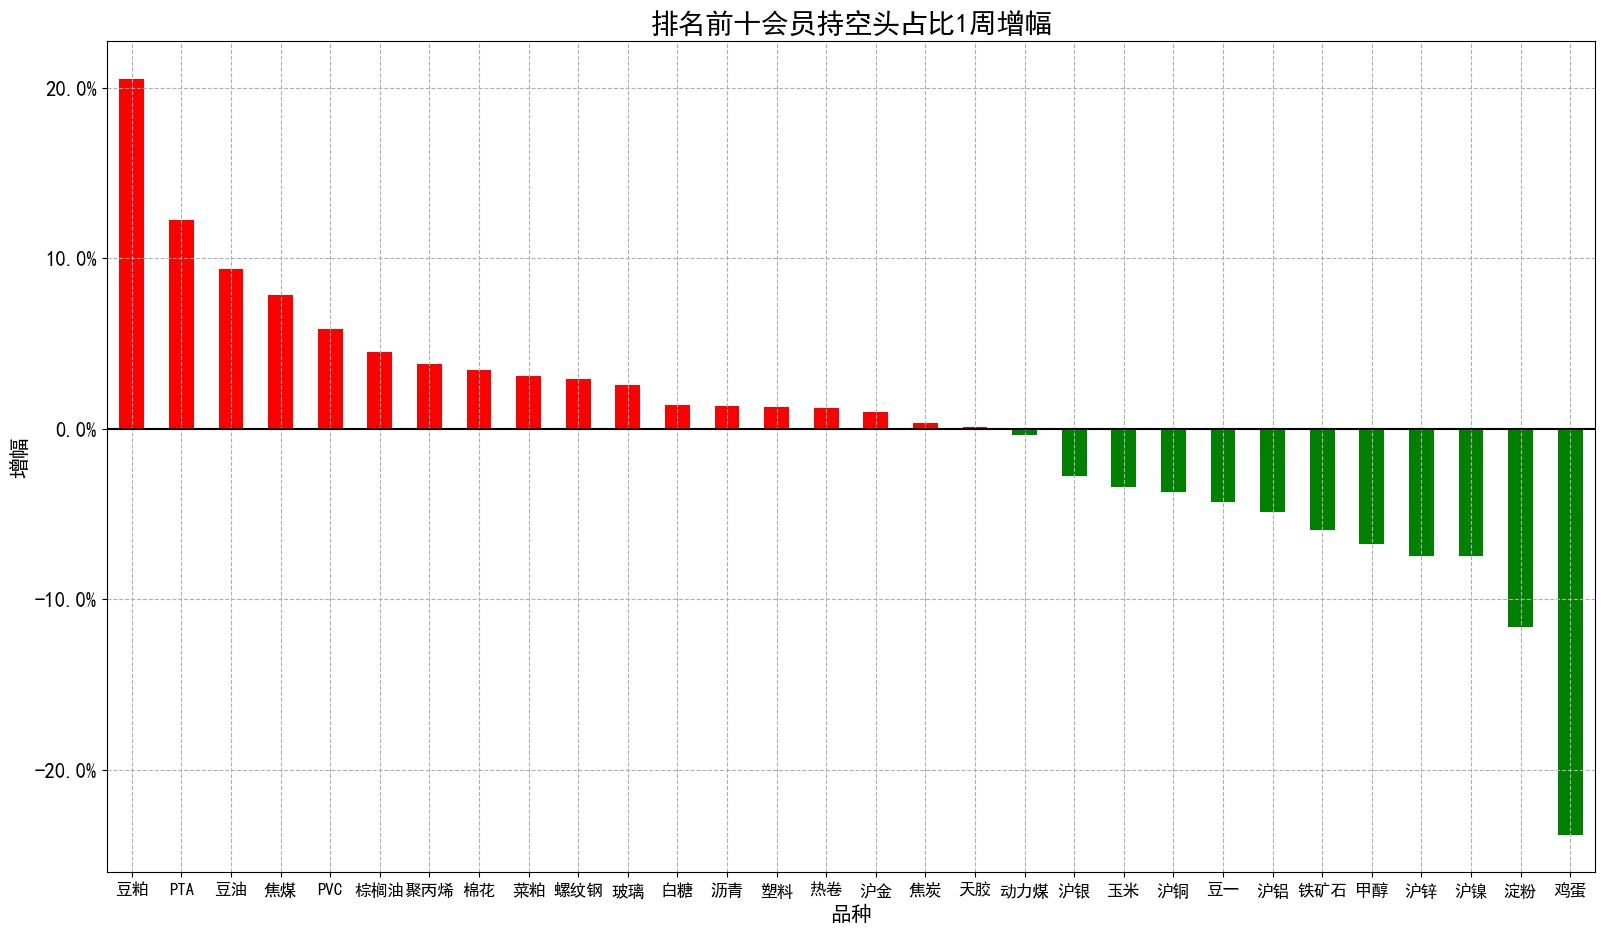 排名前十会员持空头占比1周增幅
20.0%
10.0%
0.0%
-10.0%
-20.0%
增幅
豆粕 PTA 豆油 焦煤 PVC 棕榈油 聚丙烯 棉花 菜粕 螺纹钢 玻璃 白糖 沥青 塑料 热卷 沪金 焦炭 天胶 动力煤 沪银 玉米 沪铜 豆一 沪铝 铁矿石 甲醇 沪锌 沪镍 淀粉 鸡蛋
品种